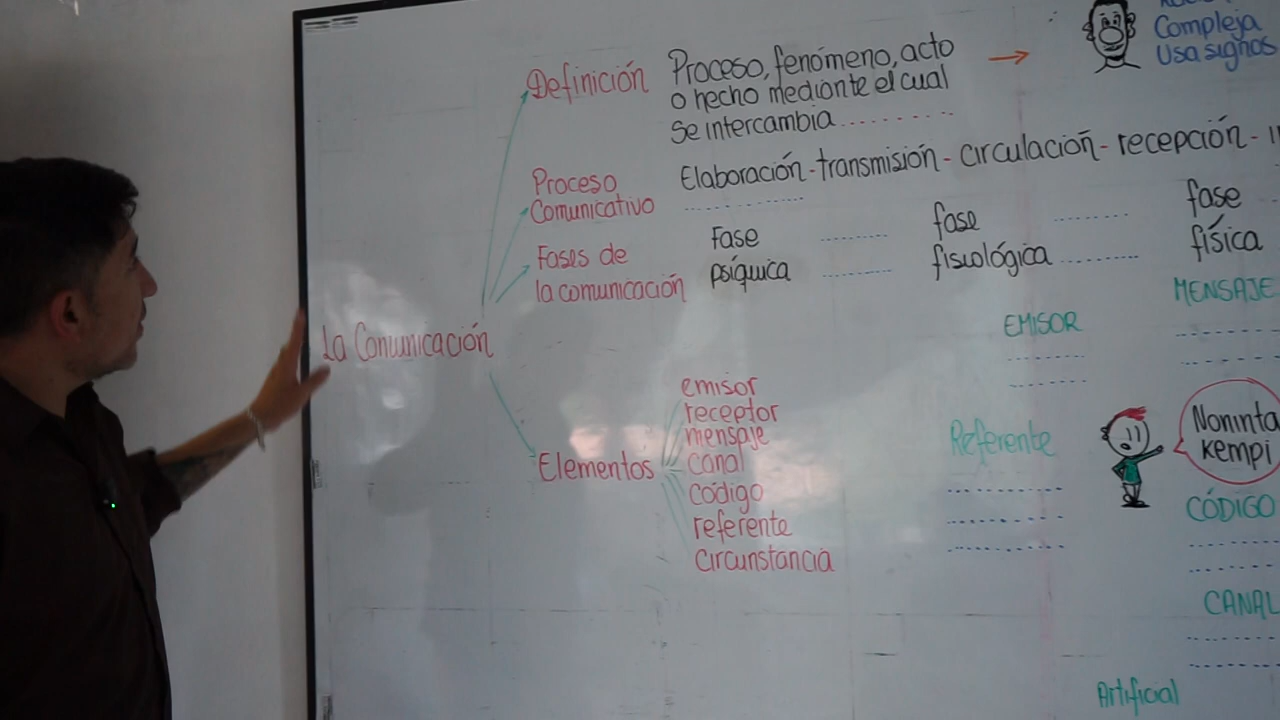 Compleja
Usa signos
Definición
Proceso, fenómeno, acto
o hecho mediante el cual
se intercambia...........
Proceso
Comunicativo
Elaboración - transmisión - circulación - recepción -
Fases de
la comunicación
Fase
psíquica
fase
fisiológica
fase
física
MENSAJE
EMISOR
La Comunicación
Elementos
emisor
receptor
mensaje
canal
código
referente
circunstancia
Referente
Noninta
kempi
CÓDIGO
CANAL
Artificial